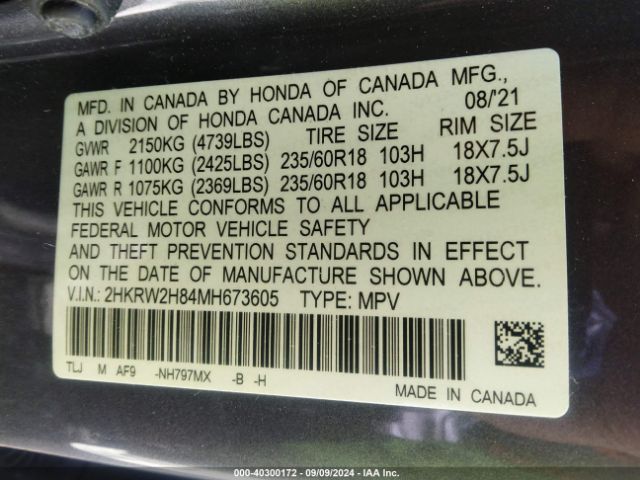 MFD. IN CANADA BY HONDA OF CANADA MFG.,
A DIVISION OF HONDA CANADA INC. 08/'21
GVWR 2150KG (4739LBS) TIRE SIZE RIM SIZE
GAWR F 1100KG (2425LBS) 235/60R18 103H 18X7.5J
GAWR R 1075KG (2369LBS) 235/60R18 103H 18X7.5J
THIS VEHICLE CONFORMS TO ALL APPLICABLE
FEDERAL MOTOR VEHICLE SAFETY
AND THEFT PREVENTION STANDARDS IN EFFECT
ON THE DATE OF MANUFACTURE SHOWN ABOVE.
V.I.N.: 2HKRW2H84MH673605 TYPE: MPV
TLJ M AF9 -NH797MX -B -H
MADE IN CANADA
000-40300172 - 09/09/2024 - IAA Inc.